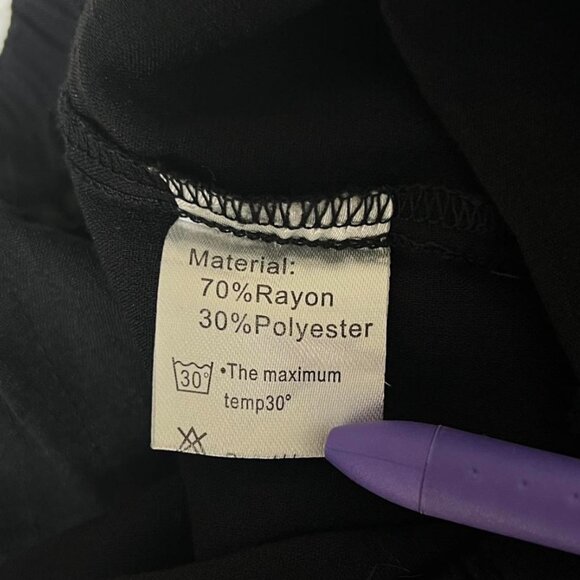 Material:
70%Rayon
30%Polyester
30° •The maximum
temp30°